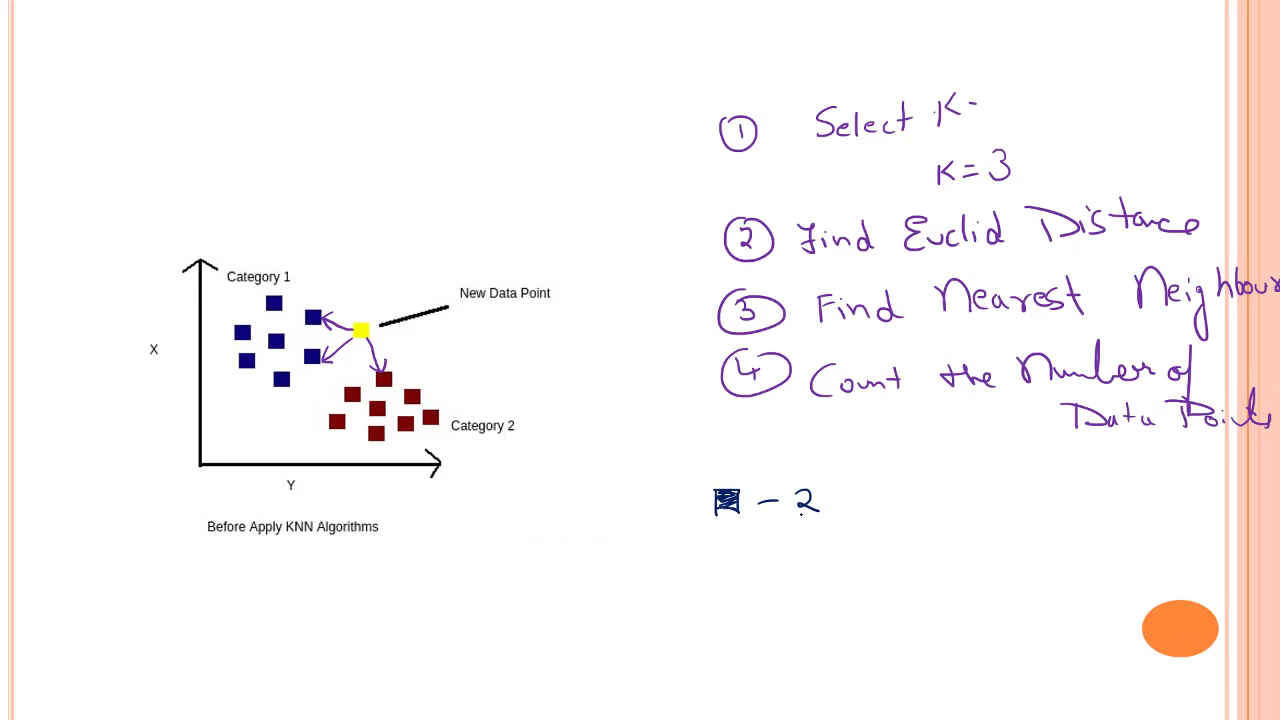 ① Select K-
K=3
② Find Euclid Distance
③ Find Nearest Neighbour
④ Count the Number of
Data Points
- 2
Category 1
New Data Point
X
Category 2
Y
Before Apply KNN Algorithms